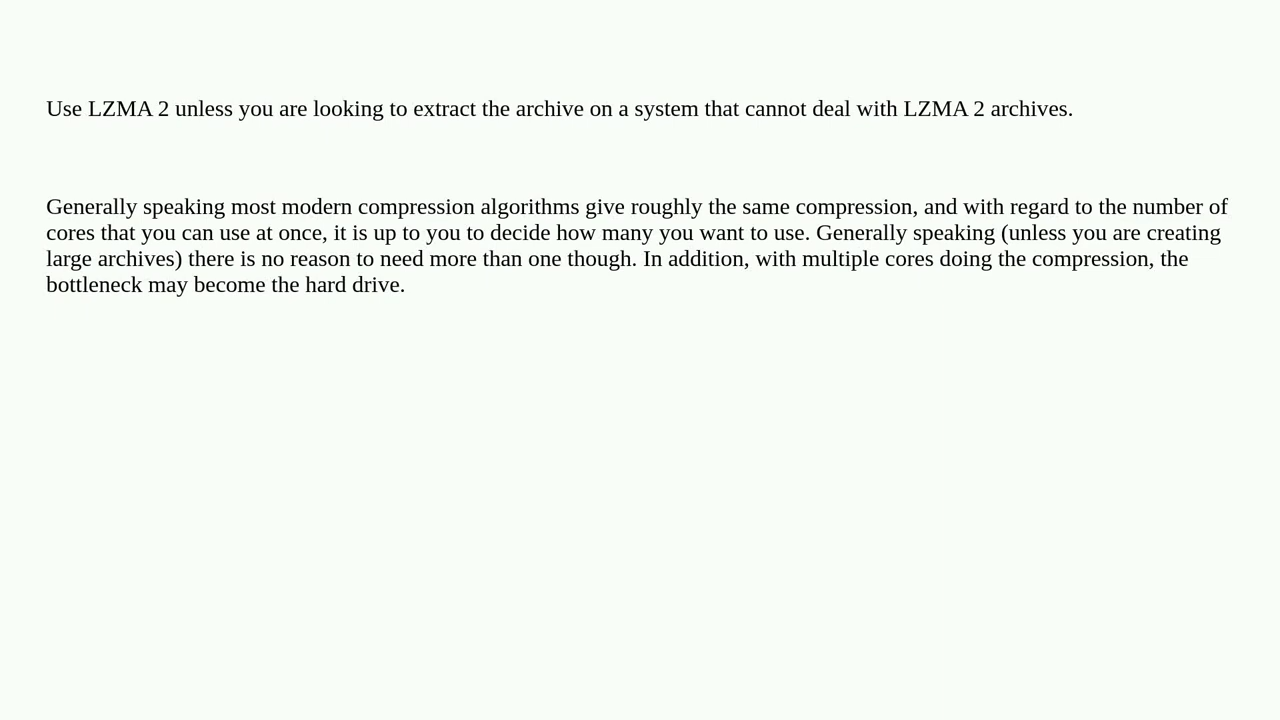 Use LZMA 2 unless you are looking to extract the archive on a system that cannot deal with LZMA 2 archives.
Generally speaking most modern compression algorithms give roughly the same compression, and with regard to the number of
cores that you can use at once, it is up to you to decide how many you want to use. Generally speaking (unless you are creating
large archives) there is no reason to need more than one though. In addition, with multiple cores doing the compression, the
bottleneck may become the hard drive.